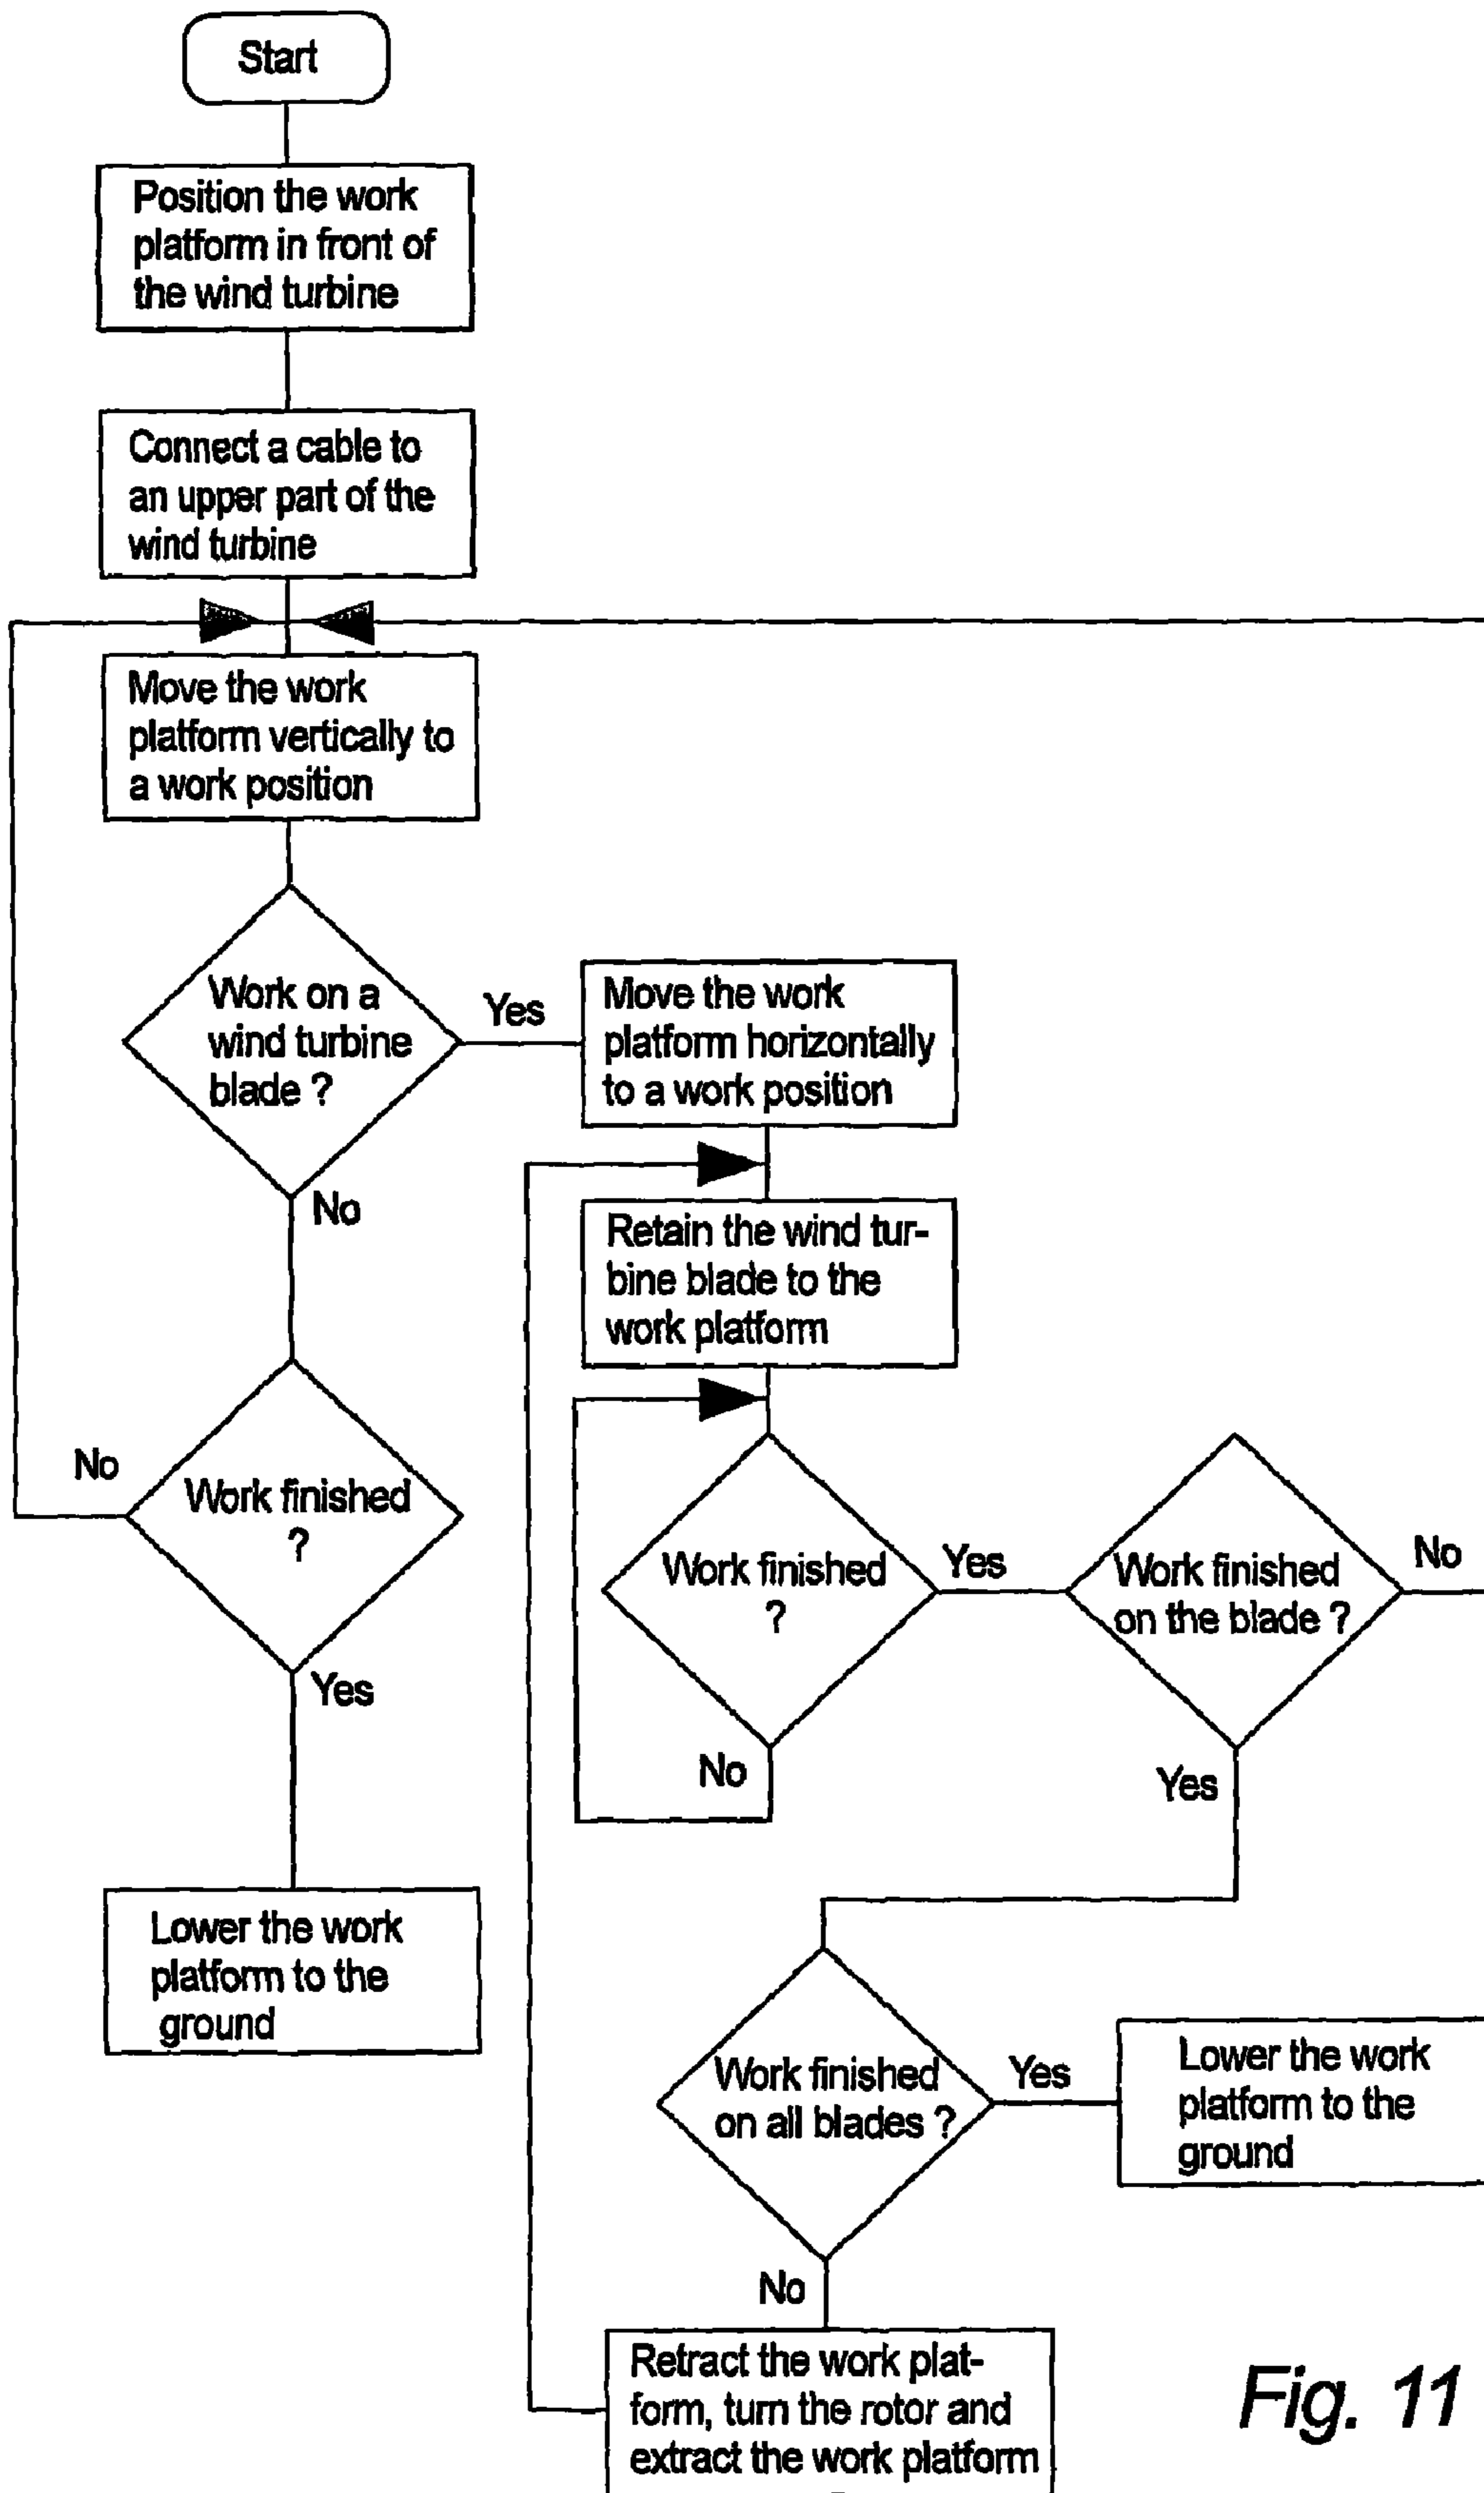 Start
Position the work
platform in front of
the wind turbine
Connect a cable to
an upper part of the
wind turbine
Move the work
platform vertically to
a work position
Work on a
wind turbine
blade ?
Yes
Move the work
platform horizontally
to a work position
No
Retain the wind tur-
bine blade to the
work platform
No
Work finished
?
Yes
Work finished
?
Yes
No
Work finished
on the blade ?
No
Yes
Lower the work
platform to the
ground
Work finished
on all blades ?
Yes
Lower the work
platform to the
ground
No
Retract the work plat-
form, turn the rotor and
extract the work platform
Fig. 11